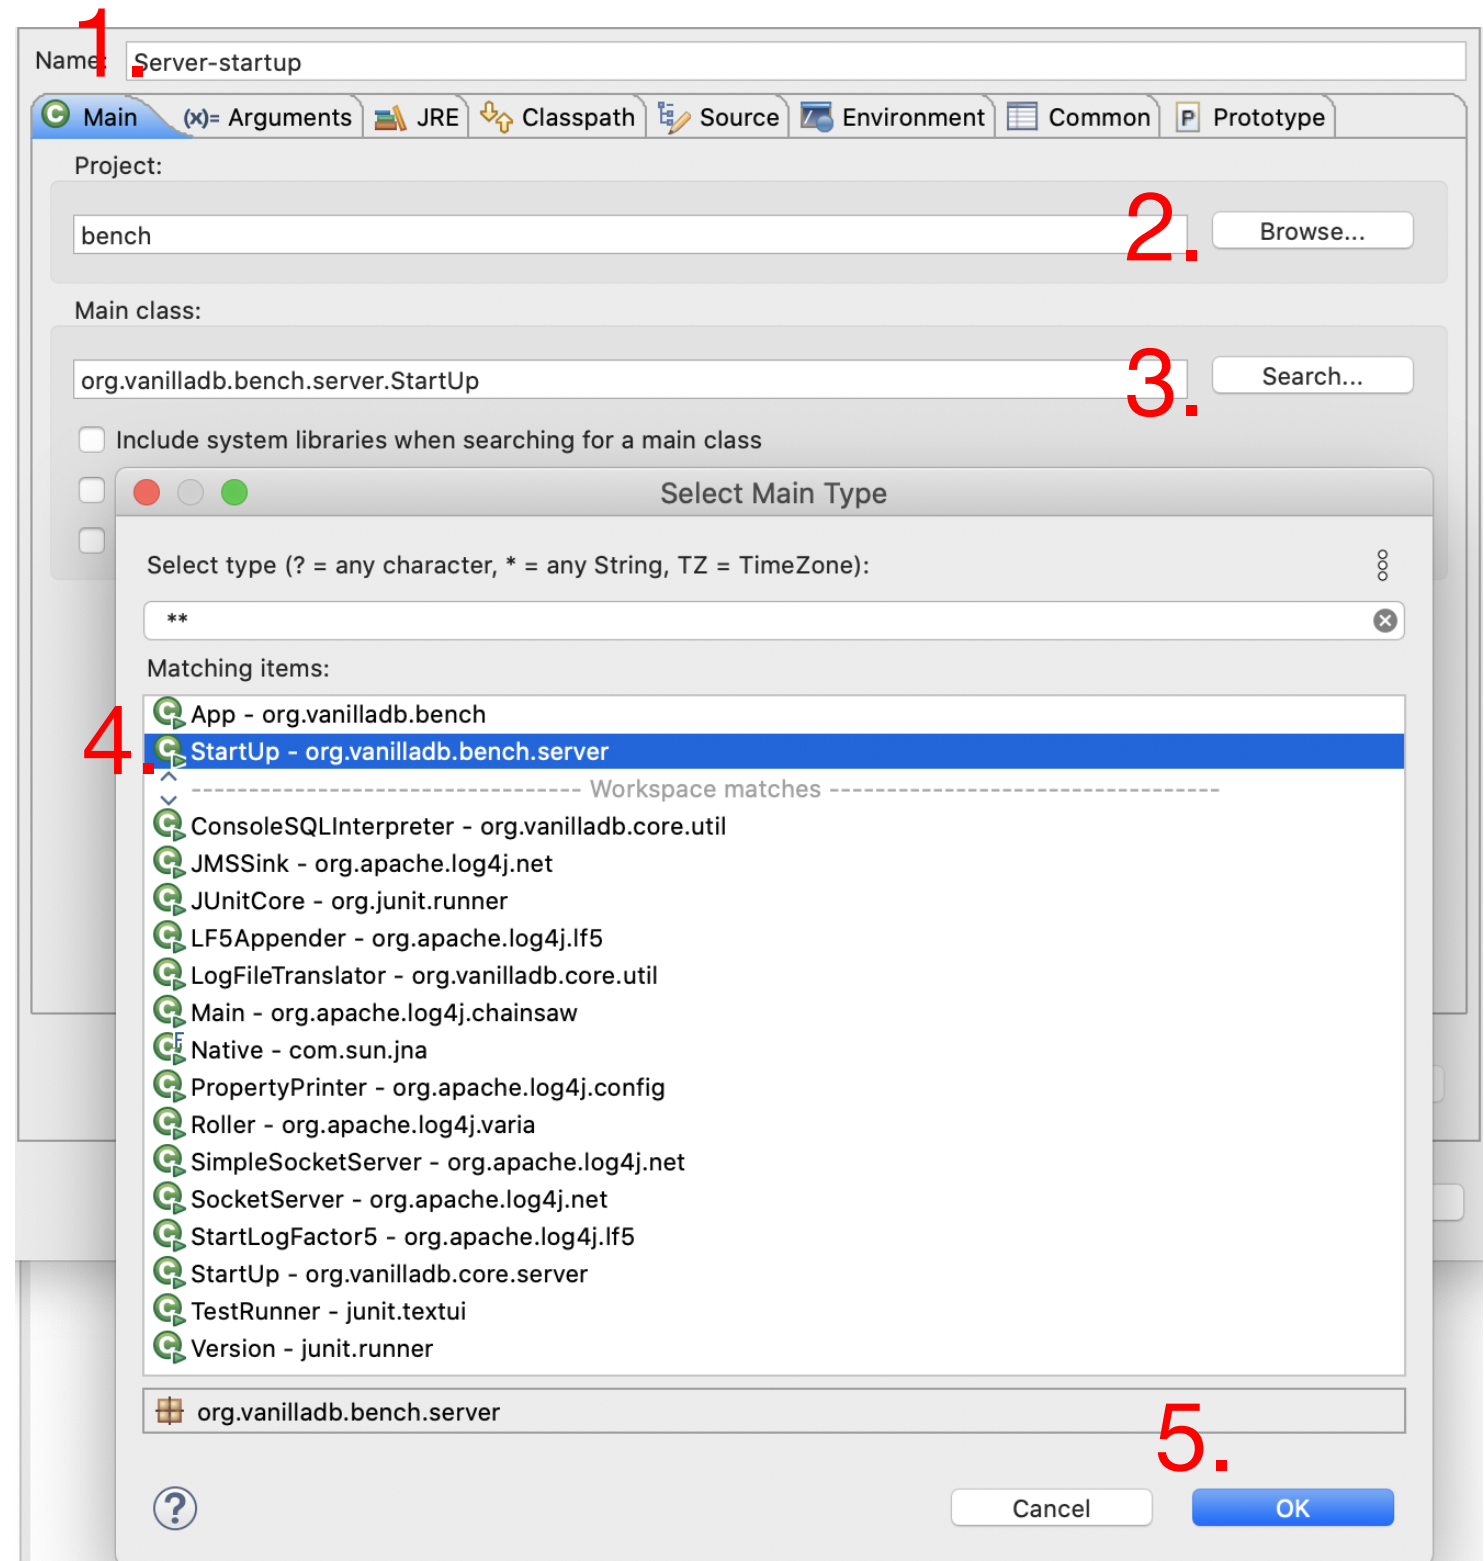 1.
Name: Server-startup
Main (x)= Arguments JRE Classpath Source Environment Common P Prototype
Project:
bench 2. Browse...
Main class:
org.vanilladb.bench.server.StartUp 3. Search...
Include system libraries when searching for a main class
Select Main Type
Select type (? = any character, * = any String, TZ = TimeZone):
**
Matching items:
App - org.vanilladb.bench
4. StartUp - org.vanilladb.bench.server
---------------------------------- Workspace matches ----------------------------------
ConsoleSQLInterpreter - org.vanilladb.core.util
JMSSink - org.apache.log4j.net
JUnitCore - org.junit.runner
LF5Appender - org.apache.log4j.lf5
LogFileTranslator - org.vanilladb.core.util
Main - org.apache.log4j.chainsaw
Native - com.sun.jna
PropertyPrinter - org.apache.log4j.config
Roller - org.apache.log4j.varia
SimpleSocketServer - org.apache.log4j.net
SocketServer - org.apache.log4j.net
StartLogFactor5 - org.apache.log4j.lf5
StartUp - org.vanilladb.core.server
TestRunner - junit.textui
Version - junit.runner
org.vanilladb.bench.server
5.
? Cancel OK